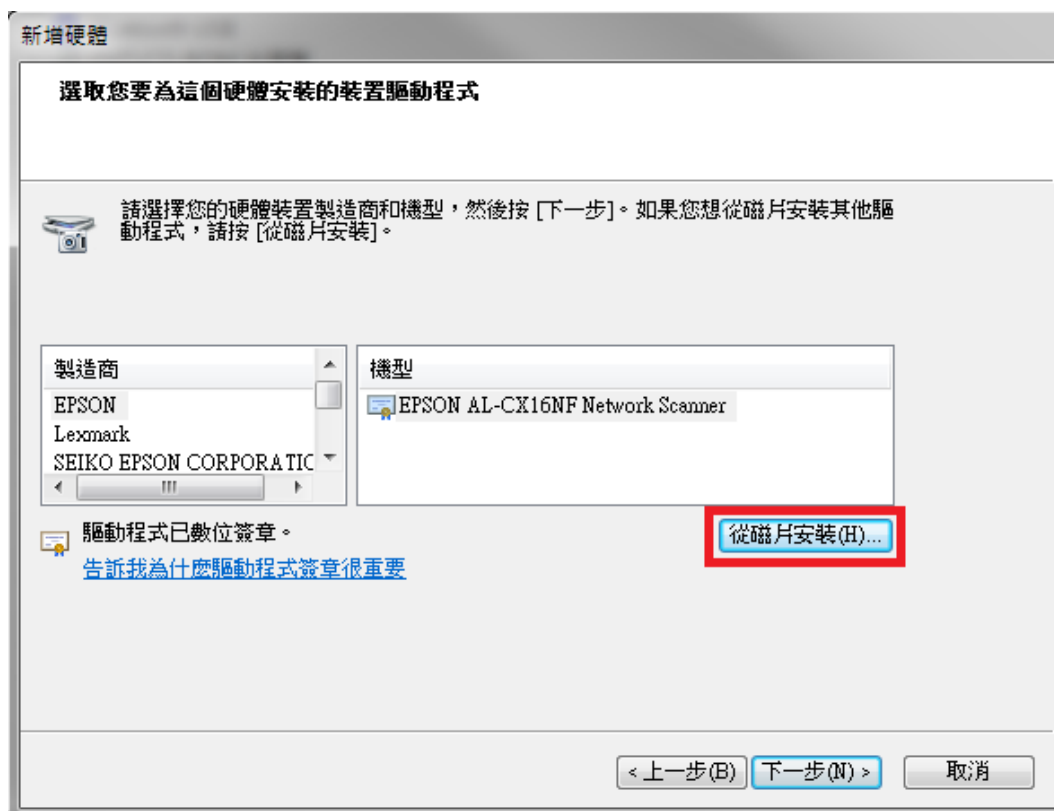 新增硬體
選取您要為這個硬體安裝的裝置驅動程式
請選擇您的硬體裝置製造商和機型，然後按 [下一步]。如果您想從磁片安裝其他驅
動程式，請按 [從磁片安裝]。
製造商
EPSON
Lexmark
SEIKO EPSON CORPORATIC
機型
EPSON AL-CX16NF Network Scanner
驅動程式已數位簽章。
告訴我為什麼驅動程式簽章很重要
從磁片安裝(H)...
< 上一步(B)
下一步(N) >
取消